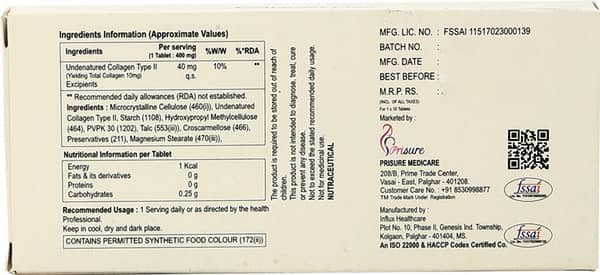 Ingredients Information (Approximate Values)
Ingredients Per serving (1 Tablet : 400 mg) %W/W %*RDA
Undenatured Collagen Type II 40 mg 10% **
(Yielding Total Collagen 10mg)
Excipients q.s.
** Recommended daily allowances (RDA) not established.
Ingredients : Microcrystalline Cellulose (460(i)), Undenatured
Collagen Type II, Starch (1108), Hydroxypropyl Methylcellulose
(464), PVPK 30 (1202), Talc (553(iii)), Croscarmellose (466),
Preservatives (211), Magnesium Stearate (470(iii)),
Nutritional Information per Tablet
Energy 1 Kcal
Fats & its derivatives 0 g
Proteins 0 g
Carbohydrates 0.25 g
Recommended Usage : 1 Serving daily or as directed by the health
Professional.
Keep in cool, dry and dark place.
CONTAINS PERMITTED SYNTHETIC FOOD COLOUR (172(ii))
The product is required to be stored out of reach of
children.
This product is not intended to diagnose, treat, cure
or prevent any disease.
Not to exceed the stated recommended daily usage.
Not for medicinal use.
NUTRACEUTICAL
MFG. LIC. NO. : FSSAI 11517023000139
BATCH NO. :
MFG. DATE :
BEST BEFORE :
M.R.P. RS. : .
(INCL. OF ALL TAXES)
For 1 x 10 Tablets
Marketed by :
Prisure
PRISURE MEDICARE
208/B, Prime Trade Center,
Vasai - East, Palghar - 401208.
Customer Care No. : +91 8530998877
TM Trade Mark Under Registration
fssai
Manufactured by :
Influx Healthcare
Plot No. 10, Phase II, Genesis Ind. Township,
Kolgaon, Palghar - 401404, MS.
An ISO 22000 & HACCP Codex Certified Co.
fssai